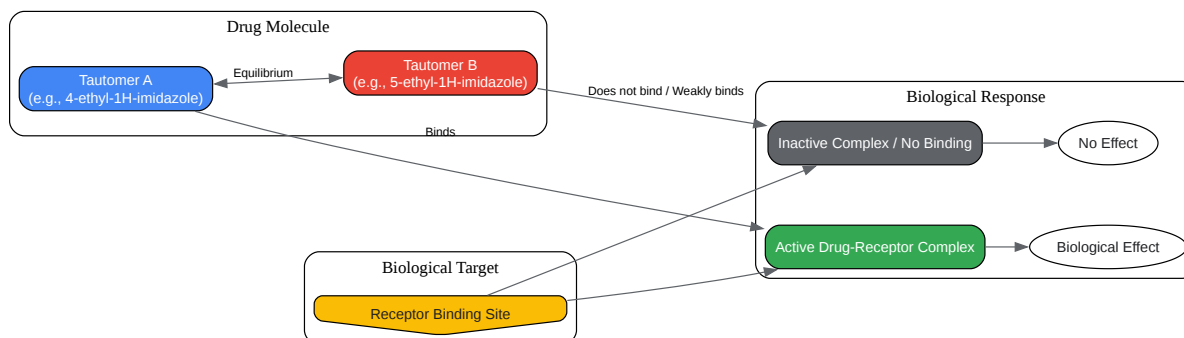 Drug Molecule
Tautomer A
(e.g., 4-ethyl-1H-imidazole)
Equilibrium
Tautomer B
(e.g., 5-ethyl-1H-imidazole)
Does not bind / Weakly binds
Binds
Biological Response
Inactive Complex / No Binding
No Effect
Active Drug-Receptor Complex
Biological Effect
Biological Target
Receptor Binding Site